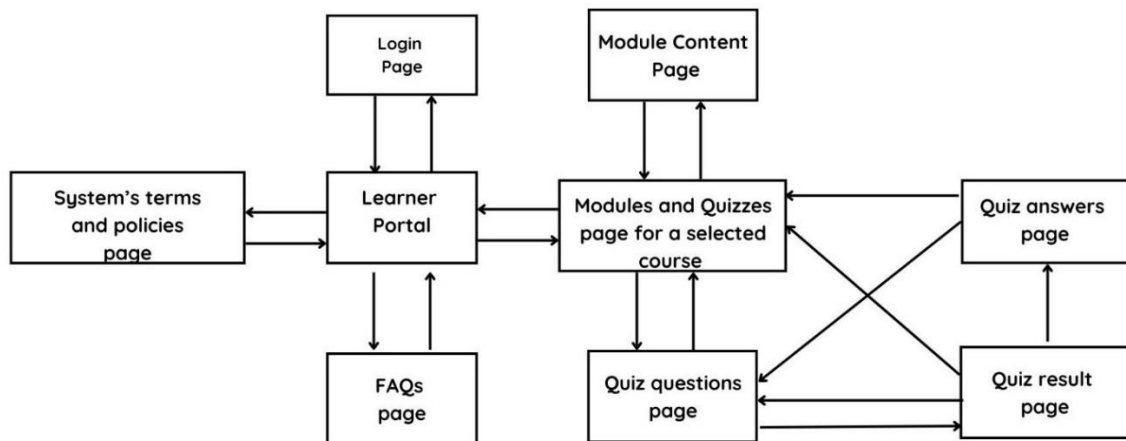 Login
Page
Module Content
Page
System's terms
and policies
page
Learner
Portal
Modules and Quizzes
page for a selected
course
Quiz answers
page
FAQs
page
Quiz questions
page
Quiz result
page